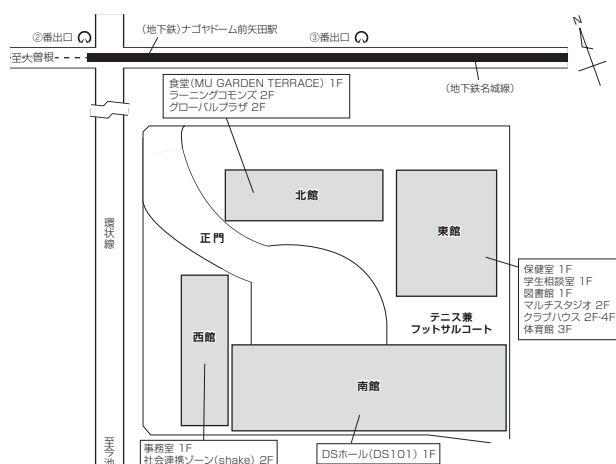 (地下鉄)ナゴヤドーム前矢田駅
②番出口
③番出口
N
至大曽根
(地下鉄名城線)
食堂(MU GARDEN TERRACE) 1F
ラーニングコモンズ 2F
グローバルプラザ 2F
北館
東館
正門
環状線
保健室 1F
学生相談室 1F
図書館 1F
マルチスタジオ 2F
クラブハウス 2F-4F
体育館 3F
テニス兼
フットサルコート
西館
南館
至今池
事務室 1F
社会連携ゾーン(shake) 2F
DSホール(DS101) 1F